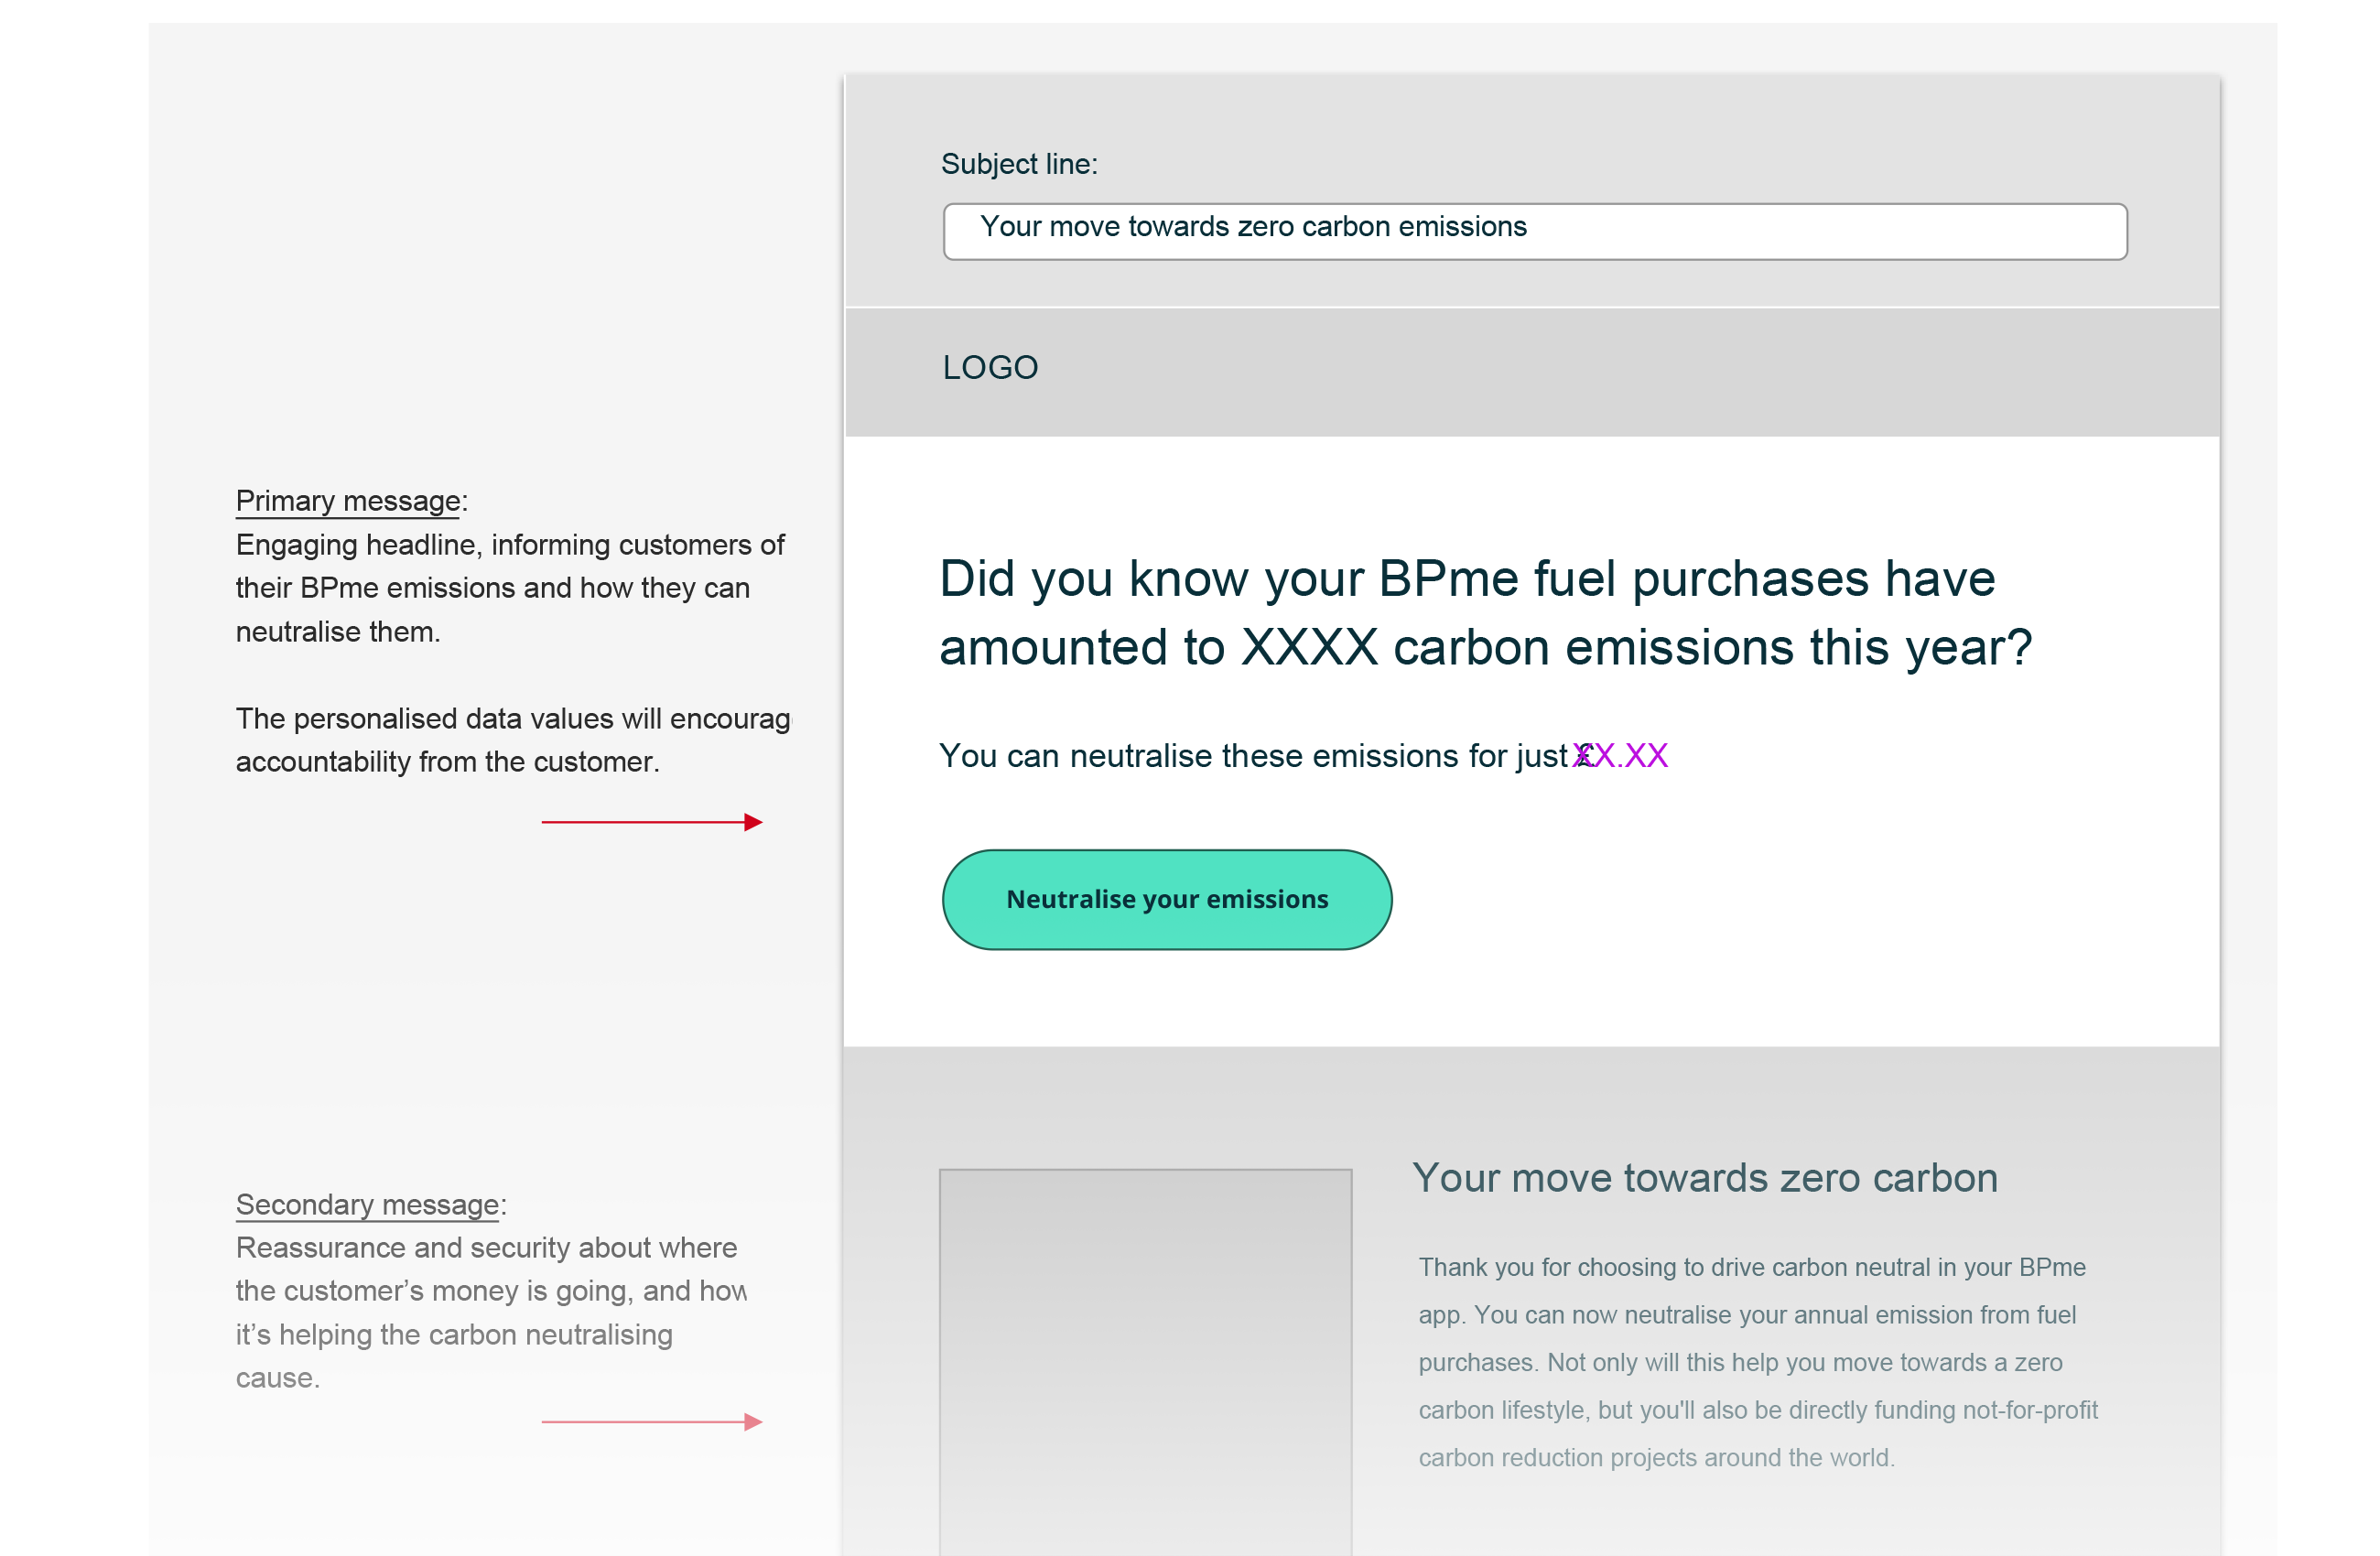 Subject line:
Your move towards zero carbon emissions
LOGO
Primary message:
Engaging headline, informing customers of
their BPme emissions and how they can
neutralise them.
The personalised data values will encourag
accountability from the customer.
Did you know your BPme fuel purchases have
amounted to XXXX carbon emissions this year?
You can neutralise these emissions for just £XX.XX
Neutralise your emissions
Secondary message:
Reassurance and security about where
the customer’s money is going, and how
it’s helping the carbon neutralising
cause.
Your move towards zero carbon
Thank you for choosing to drive carbon neutral in your BPme
app. You can now neutralise your annual emission from fuel
purchases. Not only will this help you move towards a zero
carbon lifestyle, but you'll also be directly funding not-for-profit
carbon reduction projects around the world.